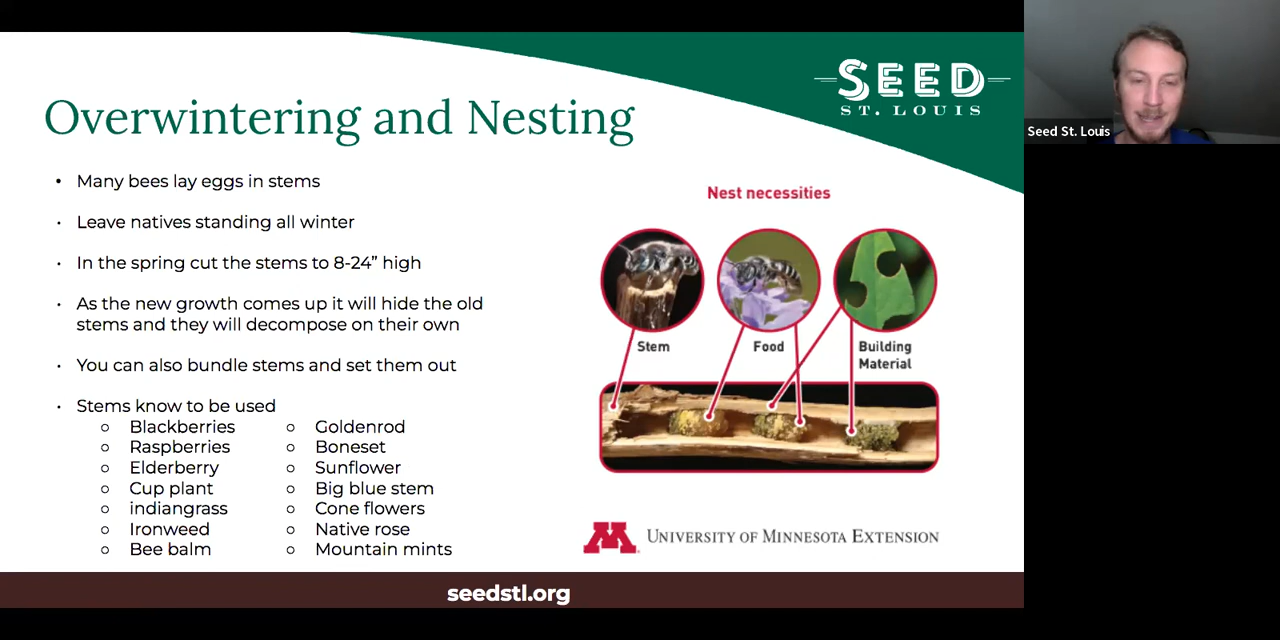 SEED
ST. LOUIS
Seed St. Louis
Overwintering and Nesting
• Many bees lay eggs in stems
• Leave natives standing all winter
• In the spring cut the stems to 8-24” high
• As the new growth comes up it will hide the old
stems and they will decompose on their own
• You can also bundle stems and set them out
• Stems know to be used
○ Blackberries
○ Raspberries
○ Elderberry
○ Cup plant
○ indiangrass
○ Ironweed
○ Bee balm
○ Goldenrod
○ Boneset
○ Sunflower
○ Big blue stem
○ Cone flowers
○ Native rose
○ Mountain mints
Nest necessities
Stem
Food
Building
Material
M UNIVERSITY OF MINNESOTA EXTENSION
seedstl.org